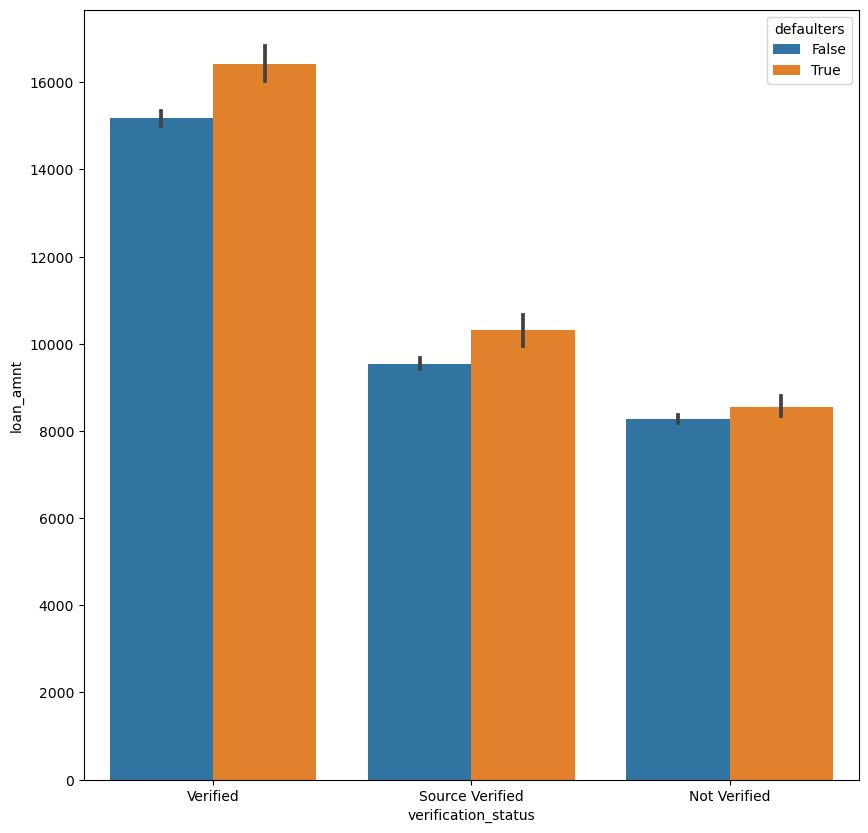 defaulters
False
True
16000
14000
12000
10000
8000
6000
4000
2000
0
loan_amnt
Verified
Source Verified
Not Verified
verification_status